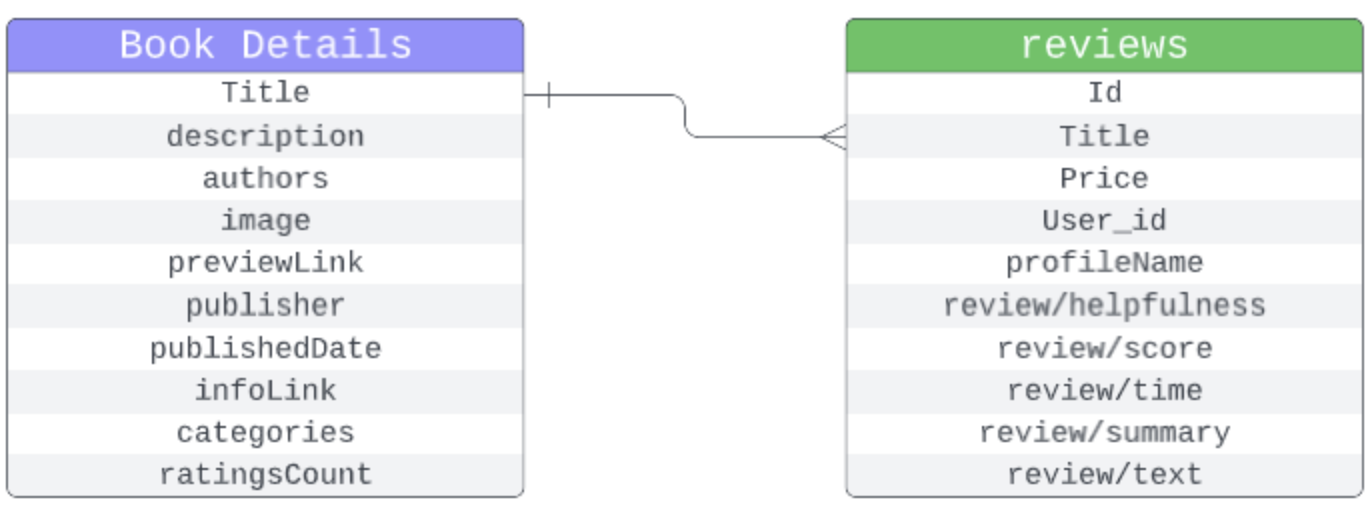 Book Details
Title
description
authors
image
previewLink
publisher
publishedDate
infoLink
categories
ratingsCount
reviews
Id
Title
Price
User_id
profileName
review/helpfulness
review/score
review/time
review/summary
review/text